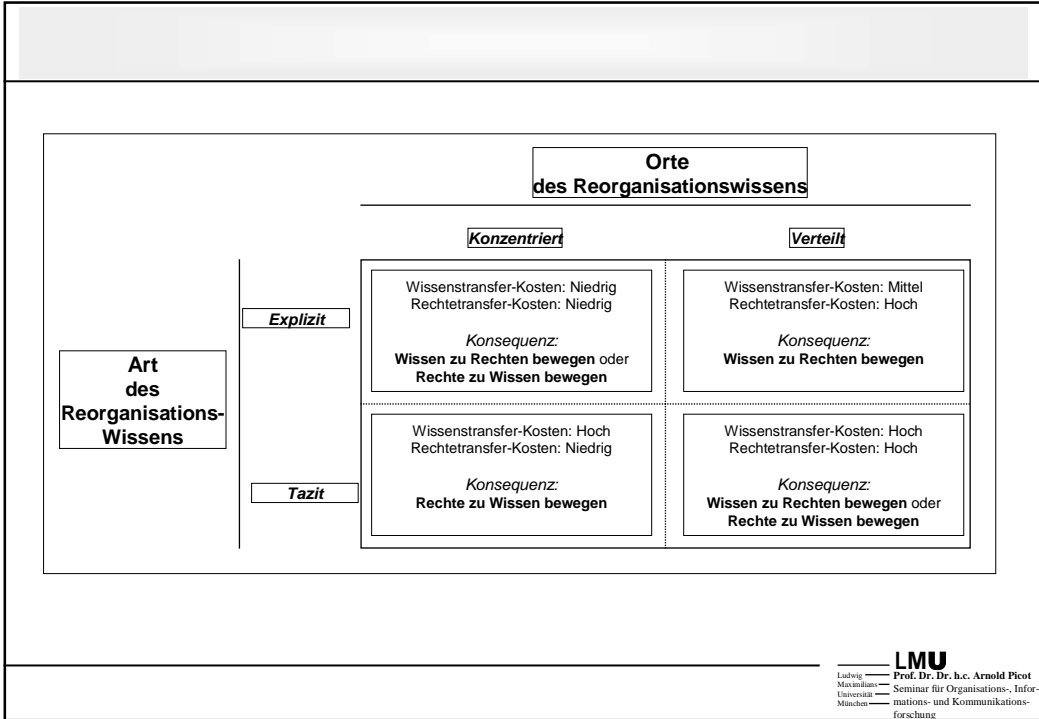 Orte
des Reorganisationswissens
Konzentriert
Verteilt
Explizit
Wissenstransfer-Kosten: Niedrig
Rechtetransfer-Kosten: Niedrig
Konsequenz:
Wissen zu Rechten bewegen oder
Rechte zu Wissen bewegen
Wissenstransfer-Kosten: Mittel
Rechtetransfer-Kosten: Hoch
Konsequenz:
Wissen zu Rechten bewegen
Art
des
Reorganisations-
Wissens
Tazit
Wissenstransfer-Kosten: Hoch
Rechtetransfer-Kosten: Niedrig
Konsequenz:
Rechte zu Wissen bewegen
Wissenstransfer-Kosten: Hoch
Rechtetransfer-Kosten: Hoch
Konsequenz:
Wissen zu Rechten bewegen oder
Rechte zu Wissen bewegen
LMU
Ludwig
Maximilians
Universität
München
Prof. Dr. Dr. h.c. Arnold Picot
Seminar für Organisations-, Infor-
mations- und Kommunikations-
forschung